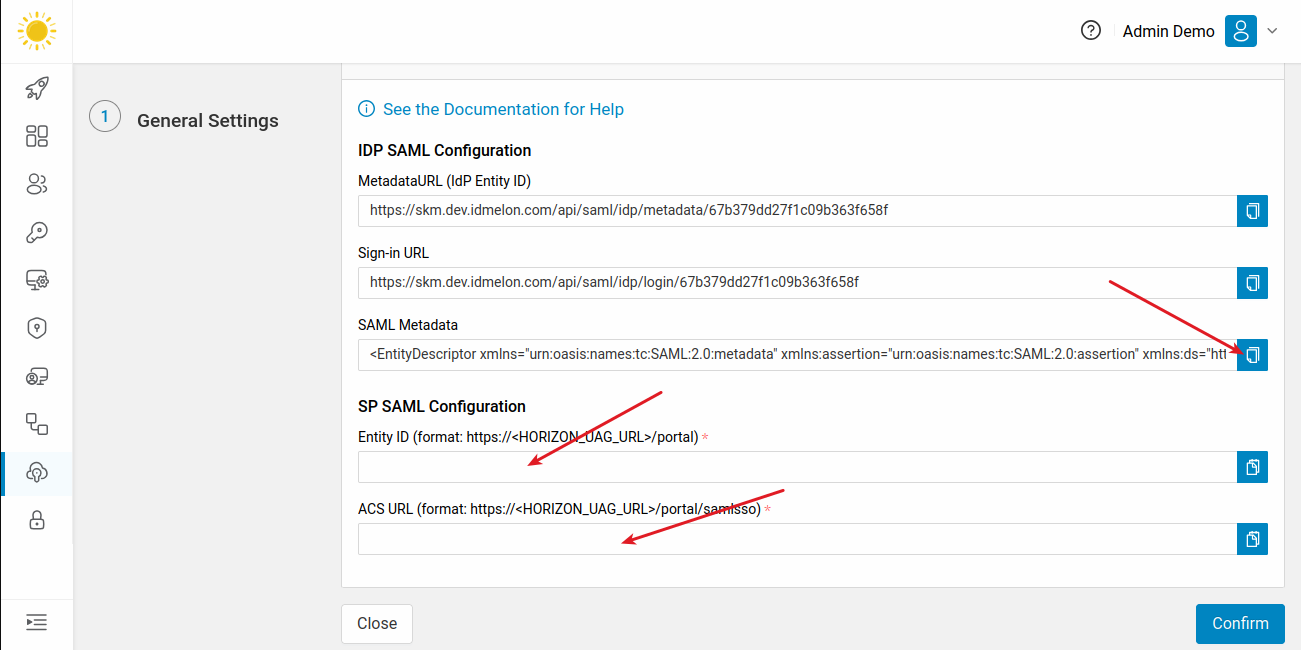 Admin Demo
1
General Settings
See the Documentation for Help
IDP SAML Configuration
MetadataURL (IdP Entity ID)
https://skm.dev.idmelon.com/api/saml/idp/metadata/67b379dd27f1c09b363f658f
Sign-in URL
https://skm.dev.idmelon.com/api/saml/idp/login/67b379dd27f1c09b363f658f
SAML Metadata
<EntityDescriptor xmlns="urn:oasis:names:tc:SAML:2.0:metadata" xmlns:assertion="urn:oasis:names:tc:SAML:2.0:assertion" xmlns:ds="htt
SP SAML Configuration
Entity ID (format: https://<HORIZON_UAG_URL>/portal) *
ACS URL (format: https://<HORIZON_UAG_URL>/portal/samlsso) *
Close
Confirm